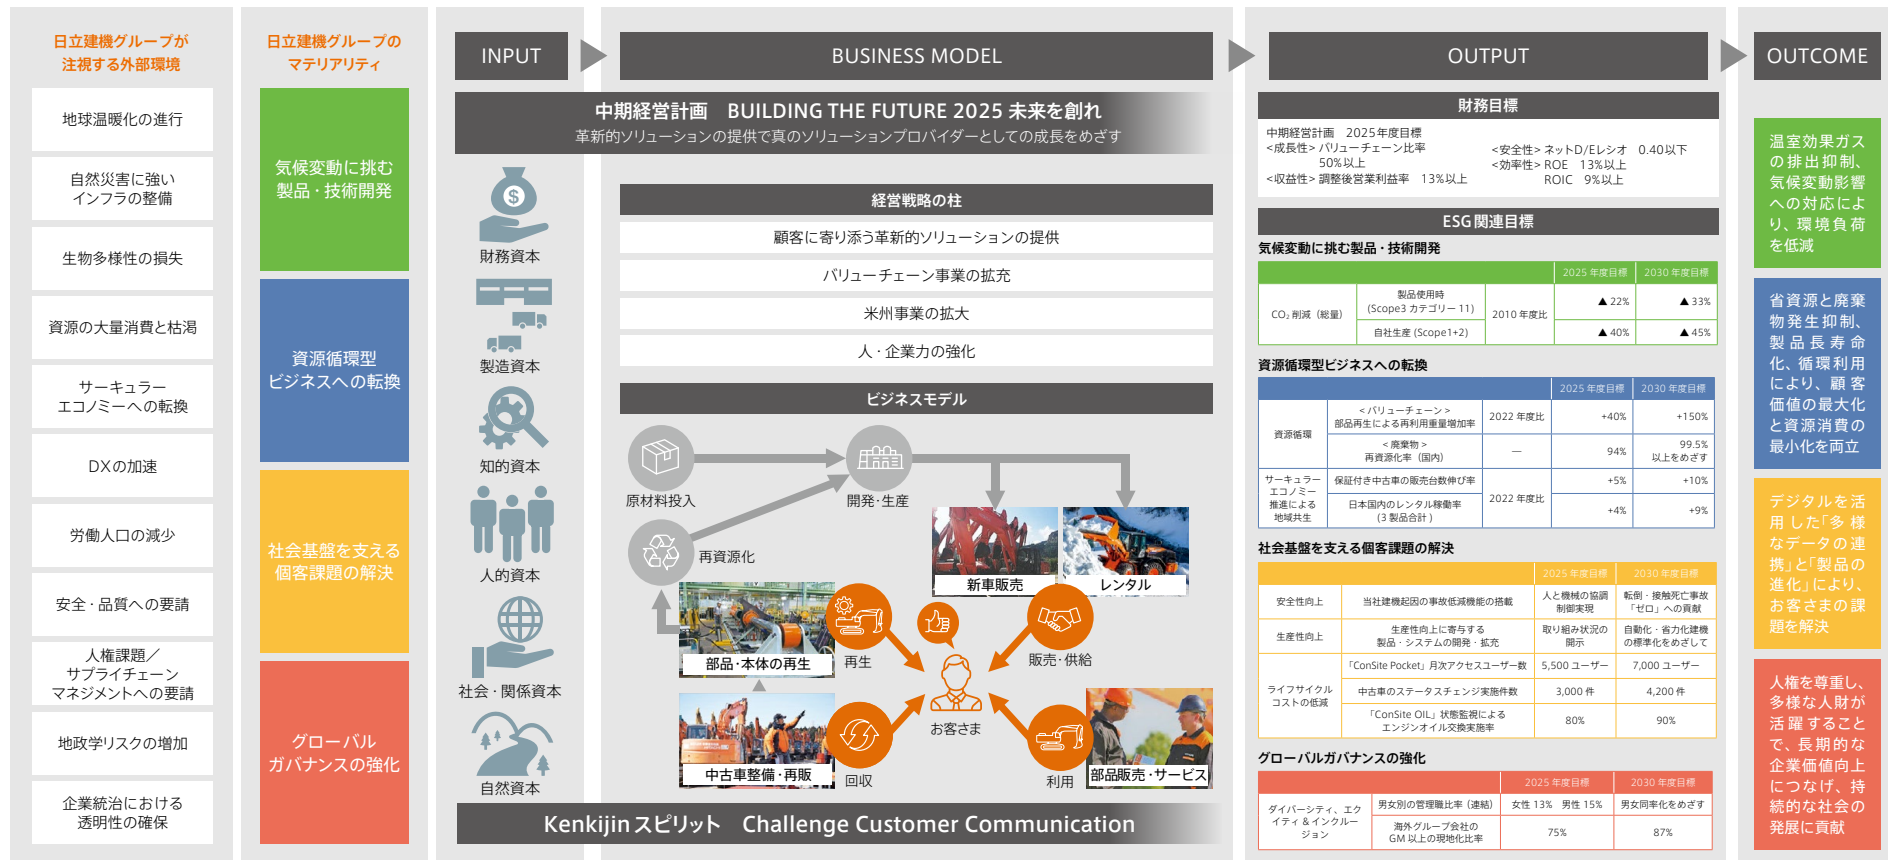 日立建機グループが
注視する外部環境
地球温暖化の進行
自然災害に強い
インフラの整備
生物多様性の損失
資源の大量消費と枯渇
サーキュラー
エコノミーへの転換
DXの加速
労働人口の減少
安全・品質への要請
人権課題／
サプライチェーン
マネジメントへの要請
地政学リスクの増加
企業統治における
透明性の確保
日立建機グループの
マテリアリティ
気候変動に挑む
製品・技術開発
資源循環型
ビジネスへの転換
社会基盤を支える
個客課題の解決
グローバル
ガバナンスの強化
INPUT
BUSINESS MODEL
中期経営計画　BUILDING THE FUTURE 2025 未来を創れ
革新的ソリューションの提供で真のソリューションプロバイダーとしての成長をめざす
財務資本
製造資本
知的資本
人的資本
社会・関係資本
自然資本
経営戦略の柱
顧客に寄り添う革新的ソリューションの提供
バリューチェーン事業の拡充
米州事業の拡大
人・企業力の強化
ビジネスモデル
原材料投入
開発・生産
再資源化
新車販売
レンタル
部品・本体の再生
再生
販売・供給
お客さま
中古車整備・再販
回収
利用
部品販売・サービス
Kenkijinスピリット　Challenge Customer Communication
OUTPUT
財務目標
中期経営計画　2025年度目標
<成長性> バリューチェーン比率
50%以上
<収益性> 調整後営業利益率　13%以上
<安全性> ネットD/Eレシオ　0.40以下
<効率性> ROE　13%以上
ROIC　9%以上
ESG関連目標
気候変動に挑む製品・技術開発
2025 年度目標　2030 年度目標
CO₂ 削減（総量）
製品使用時
(Scope3 カテゴリー 11)
2010 年度比
▲ 22%　▲ 33%
自社生産 (Scope1+2)
▲ 40%　▲ 45%
資源循環型ビジネスへの転換
2025 年度目標　2030 年度目標
資源循環
< バリューチェーン >
部品再生による再利用重量増加率
2022 年度比
+40%　+150%
< 廃棄物 >
再資源化率（国内）
—
94%
99.5%
以上をめざす
サーキュラー
エコノミー
推進による
地域共生
保証付き中古車の販売台数伸び率
2022 年度比
+5%　+10%
日本国内のレンタル稼働率
(3 製品合計 )
+4%　+9%
社会基盤を支える個客課題の解決
2025 年度目標　2030 年度目標
安全性向上
当社建機起因の事故低減機能の搭載
人と機械の協調
制御実現
転倒・接触死亡事故
「ゼロ」への貢献
生産性向上
生産性向上に寄与する
製品・システムの開発・拡充
取り組み状況の
開示
自動化・省力化建機
の標準化をめざして
ライフサイクル
コストの低減
「ConSite Pocket」月次アクセスユーザー数
5,500 ユーザー　7,000 ユーザー
中古車のステータスチェンジ実施件数
3,000 件　4,200 件
「ConSite OIL」状態監視による
エンジンオイル交換実施率
80%　90%
グローバルガバナンスの強化
2025 年度目標　2030 年度目標
ダイバーシティ、エク
イティ & インクルー
ジョン
男女別の管理職比率（連結）
女性 13%　男性 15%
男女同率化をめざす
海外グループ会社の
GM 以上の現地化比率
75%　87%
OUTCOME
温室効果ガス
の排出抑制、
気候変動影響
への対応によ
り、環境負荷
を低減
省資源と廃棄
物発生抑制、
製品長寿命
化、循環利用
により、顧客
価値の最大化
と資源消費の
最小化を両立
デジタルを活
用した「多様
なデータの連
携」と「製品の
進化」により、
お客さまの課
題を解決
人権を尊重し、
多様な人財が
活躍すること
で、長期的な
企業価値向上
につなげ、持
続的な社会の
発展に貢献